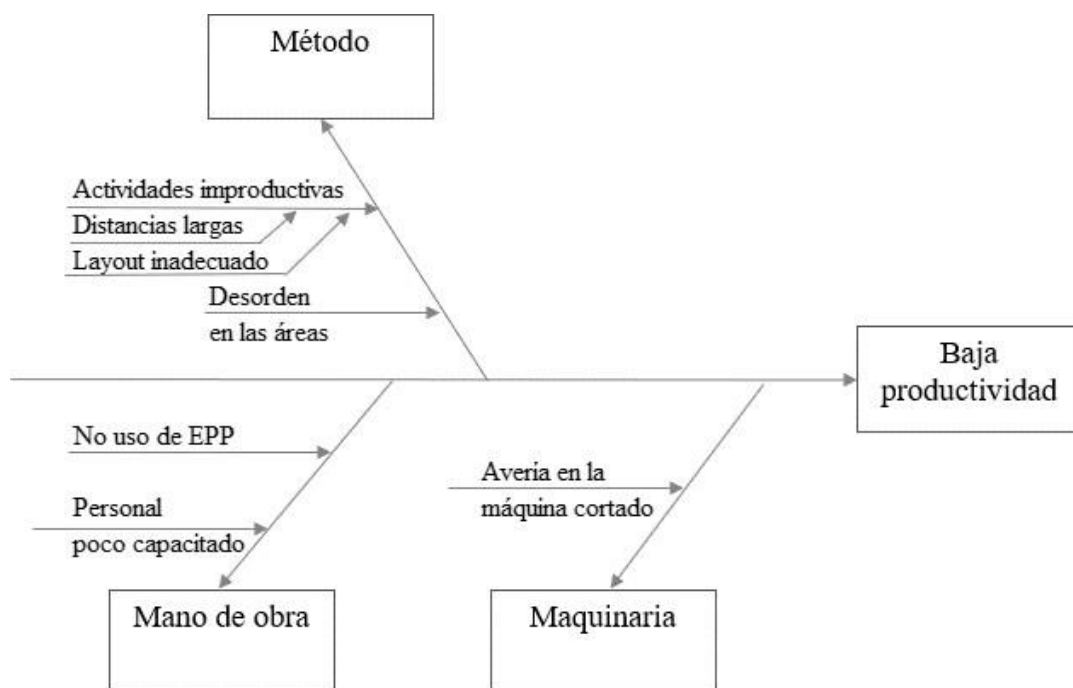 Método
Actividades improductivas
Distancias largas
Layout inadecuado
Desorden
en las áreas
Baja
productividad
No uso de EPP
Personal
poco capacitado
Avería en la
máquina cortado
Mano de obra
Maquinaria